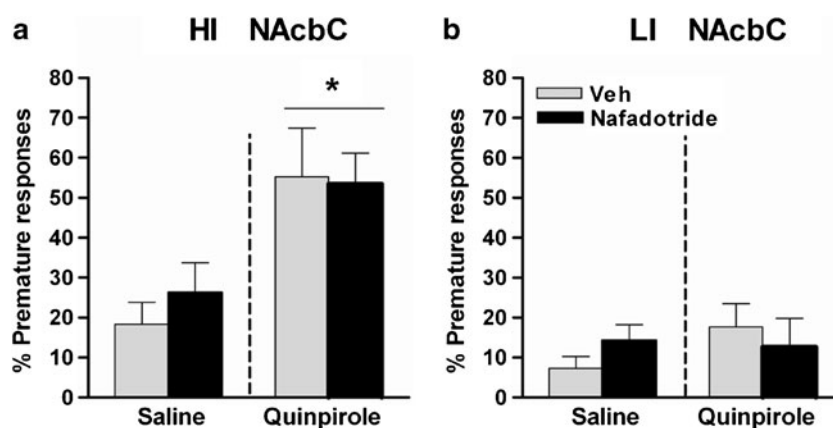 a HI NAcbC
% Premature responses
80
70
60
50
40
30
20
10
0
*
Saline Quinpirole
b LI NAcbC
% Premature responses
80
70
60
50
40
30
20
10
0
Veh
Nafadotride
Saline Quinpirole